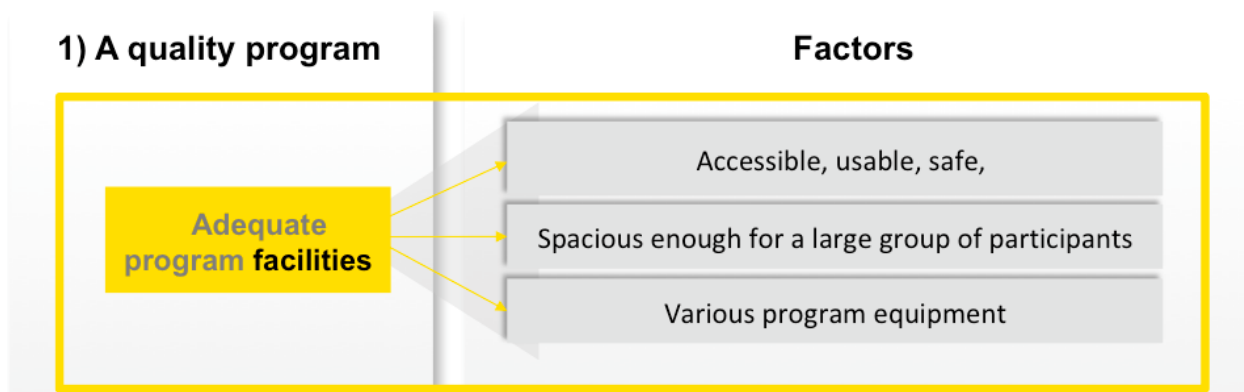 1) A quality program
Factors
Adequate
program facilities
Accessible, usable, safe,
Spacious enough for a large group of participants
Various program equipment